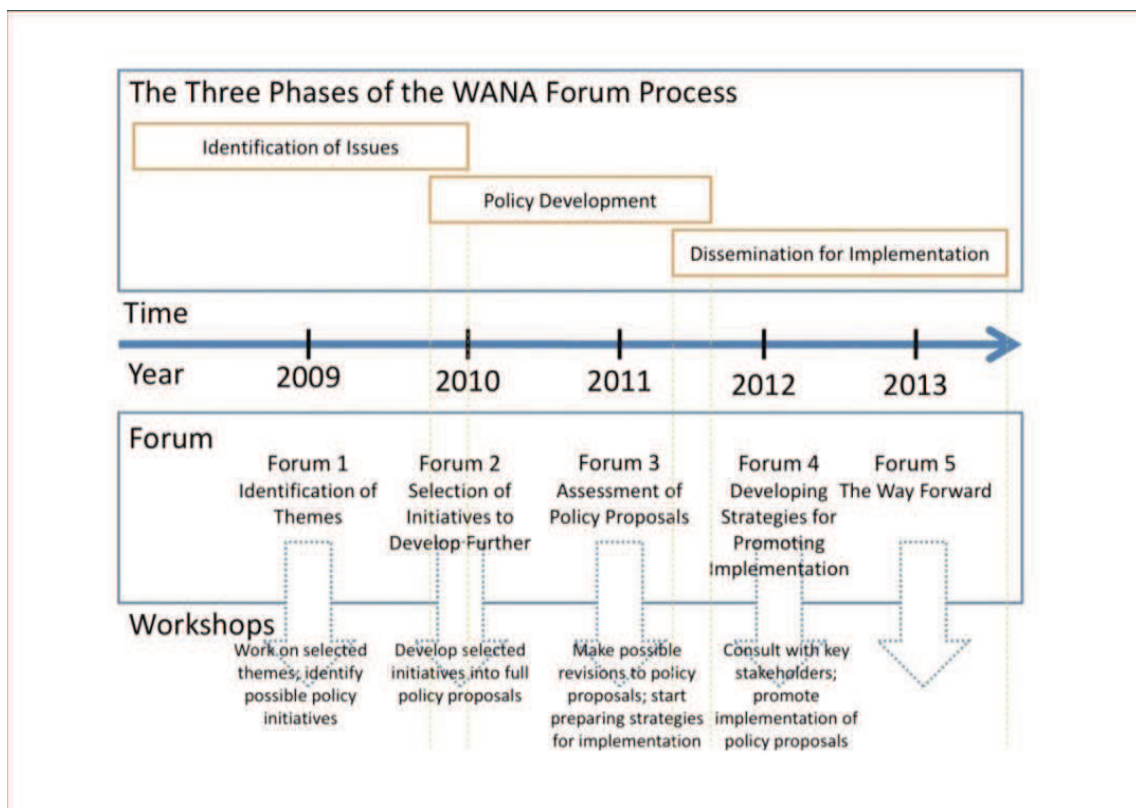 The Three Phases of the WANA Forum Process
Identification of Issues
Policy Development
Dissemination for Implementation
Time
Year
2009
2010
2011
2012
2013
Forum
Forum 1
Identification of
Themes
Forum 2
Selection of
Initiatives to
Develop Further
Forum 3
Assessment of
Policy Proposals
Forum 4
Developing
Strategies for
Promoting
Implementation
Forum 5
The Way Forward
Workshops
Work on selected
themes; identify
possible policy
initiatives
Develop selected
initiatives into full
policy proposals
Make possible
revisions to policy
proposals; start
preparing strategies
for implementation
Consult with key
stakeholders;
promote
implementation of
policy proposals